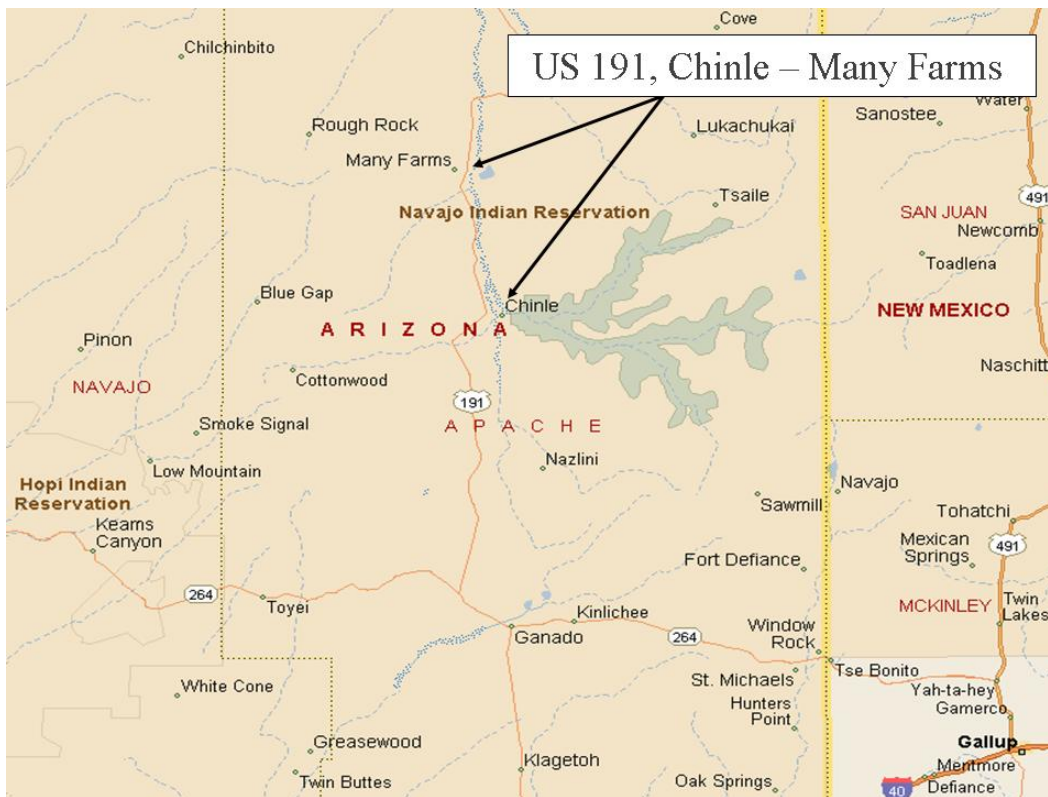 Cove
Chilchinbito
US 191, Chinle – Many Farms
Water
Sanostee
Rough Rock
Lukachukai
Many Farms
491
Tsaile
Navajo Indian Reservation
SAN JUAN
Newcomb
Toadlena
Blue Gap
Chinle
NEW MEXICO
ARIZONA
Pinon
Naschitt
Cottonwood
NAVAJO
191
Smoke Signal
APACHE
Low Mountain
Nazlini
Hopi Indian
Reservation
Sawmill
Navajo
Tohatchi
Keams
Canyon
Mexican
Springs
491
Fort Defiance
264
Toyei
Kinlichee
MCKINLEY
Twin
Lakes
Ganado
264
Window
Rock
Tse Bonito
White Cone
St. Michaels
Yah-ta-hey
Hunters
Point
Gamerco
Greasewood
Gallup
Klagetoh
Twin Buttes
Oak Springs
40
Mentmore
Defiance